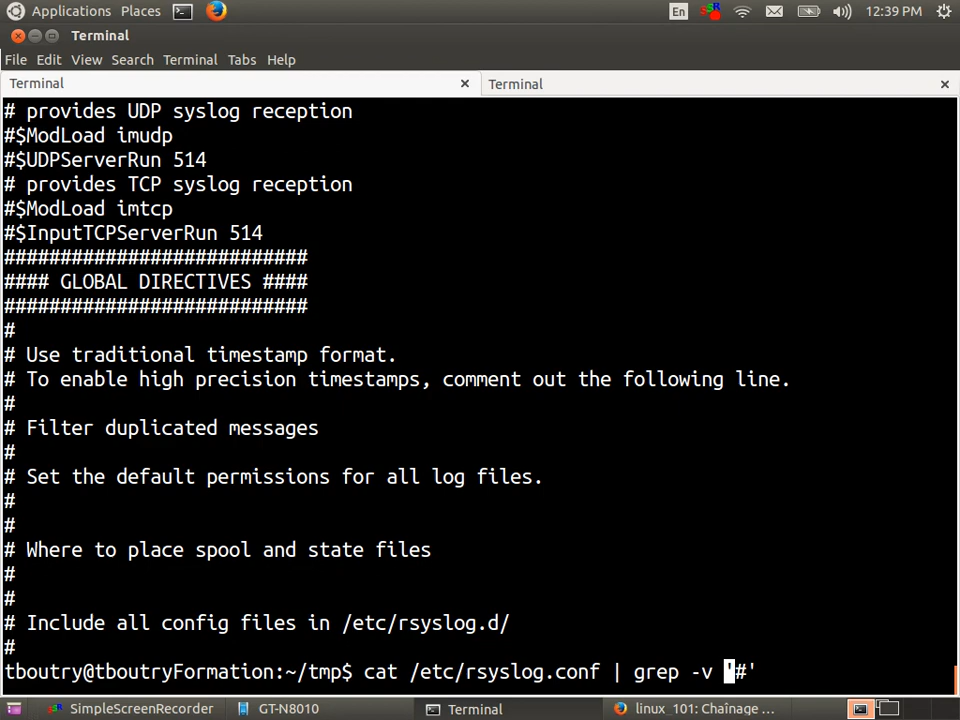 Applications Places En 12:39 PM
Terminal
File Edit View Search Terminal Tabs Help
Terminal × Terminal ×
# provides UDP syslog reception
#$ModLoad imudp
#$UDPServerRun 514
# provides TCP syslog reception
#$ModLoad imtcp
#$InputTCPServerRun 514
###########################
#### GLOBAL DIRECTIVES ####
###########################
#
# Use traditional timestamp format.
# To enable high precision timestamps, comment out the following line.
#
# Filter duplicated messages
#
# Set the default permissions for all log files.
#
#
# Where to place spool and state files
#
#
# Include all config files in /etc/rsyslog.d/
#
tboutry@tboutryFormation:~/tmp$ cat /etc/rsyslog.conf | grep -v '#'
SimpleScreenRecorder GT-N8010 Terminal linux_101: Chaînage ...